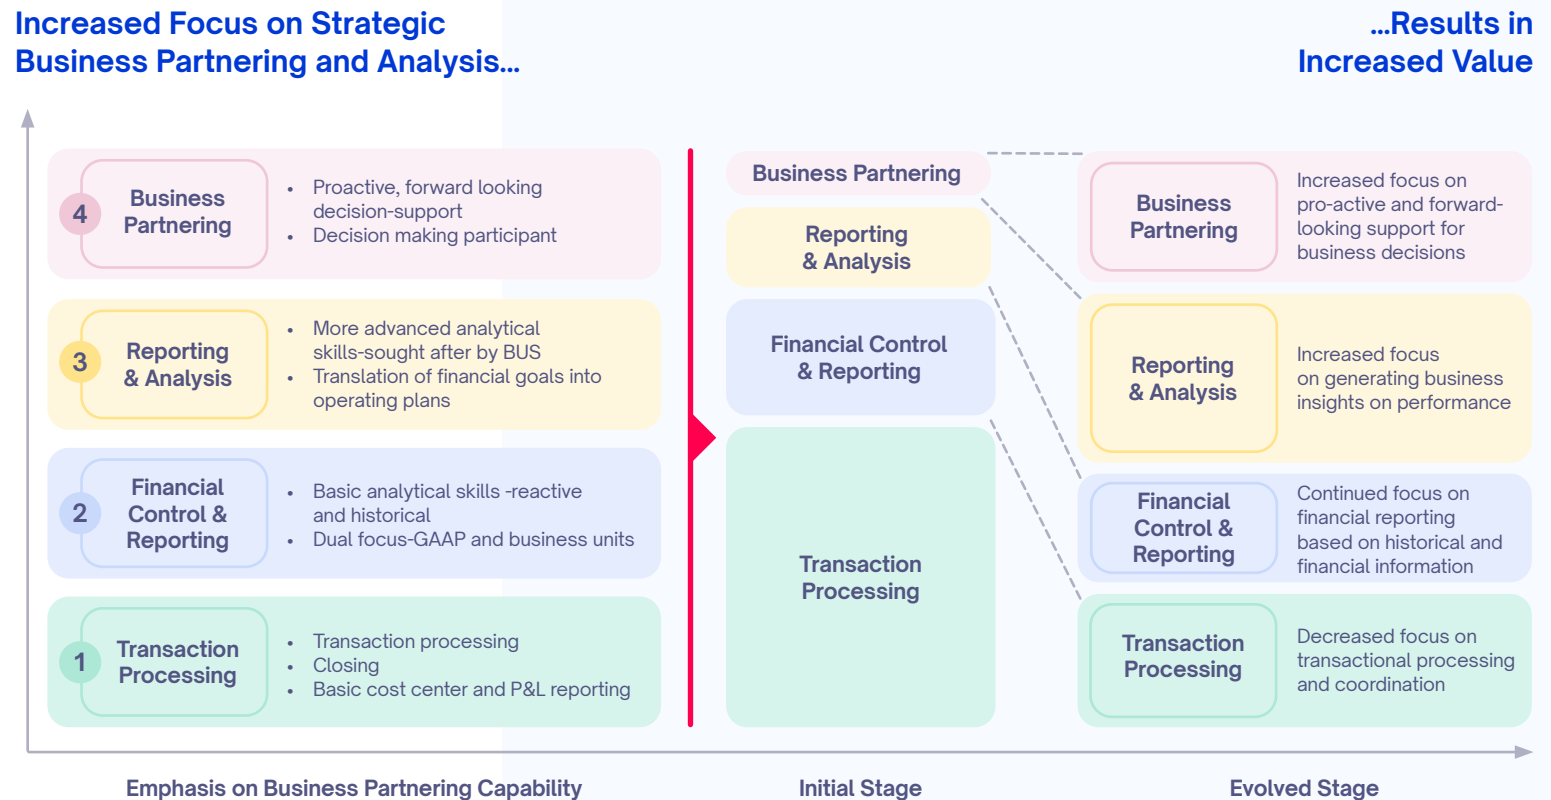 Increased Focus on Strategic
Business Partnering and Analysis...
...Results in
Increased Value
4
Business
Partnering
• Proactive, forward looking
decision-support
• Decision making participant
3
Reporting
& Analysis
• More advanced analytical
skills-sought after by BUS
• Translation of financial goals into
operating plans
2
Financial
Control &
Reporting
• Basic analytical skills -reactive
and historical
• Dual focus-GAAP and business units
1
Transaction
Processing
• Transaction processing
• Closing
• Basic cost center and P&L reporting
Emphasis on Business Partnering Capability
Business Partnering
Reporting
& Analysis
Financial Control
& Reporting
Transaction
Processing
Initial Stage
Business
Partnering
Increased focus on
pro-active and forward-
looking support for
business decisions
Reporting
& Analysis
Increased focus
on generating business
insights on performance
Financial
Control &
Reporting
Continued focus on
financial reporting
based on historical and
financial information
Transaction
Processing
Decreased focus on
transactional processing
and coordination
Evolved Stage